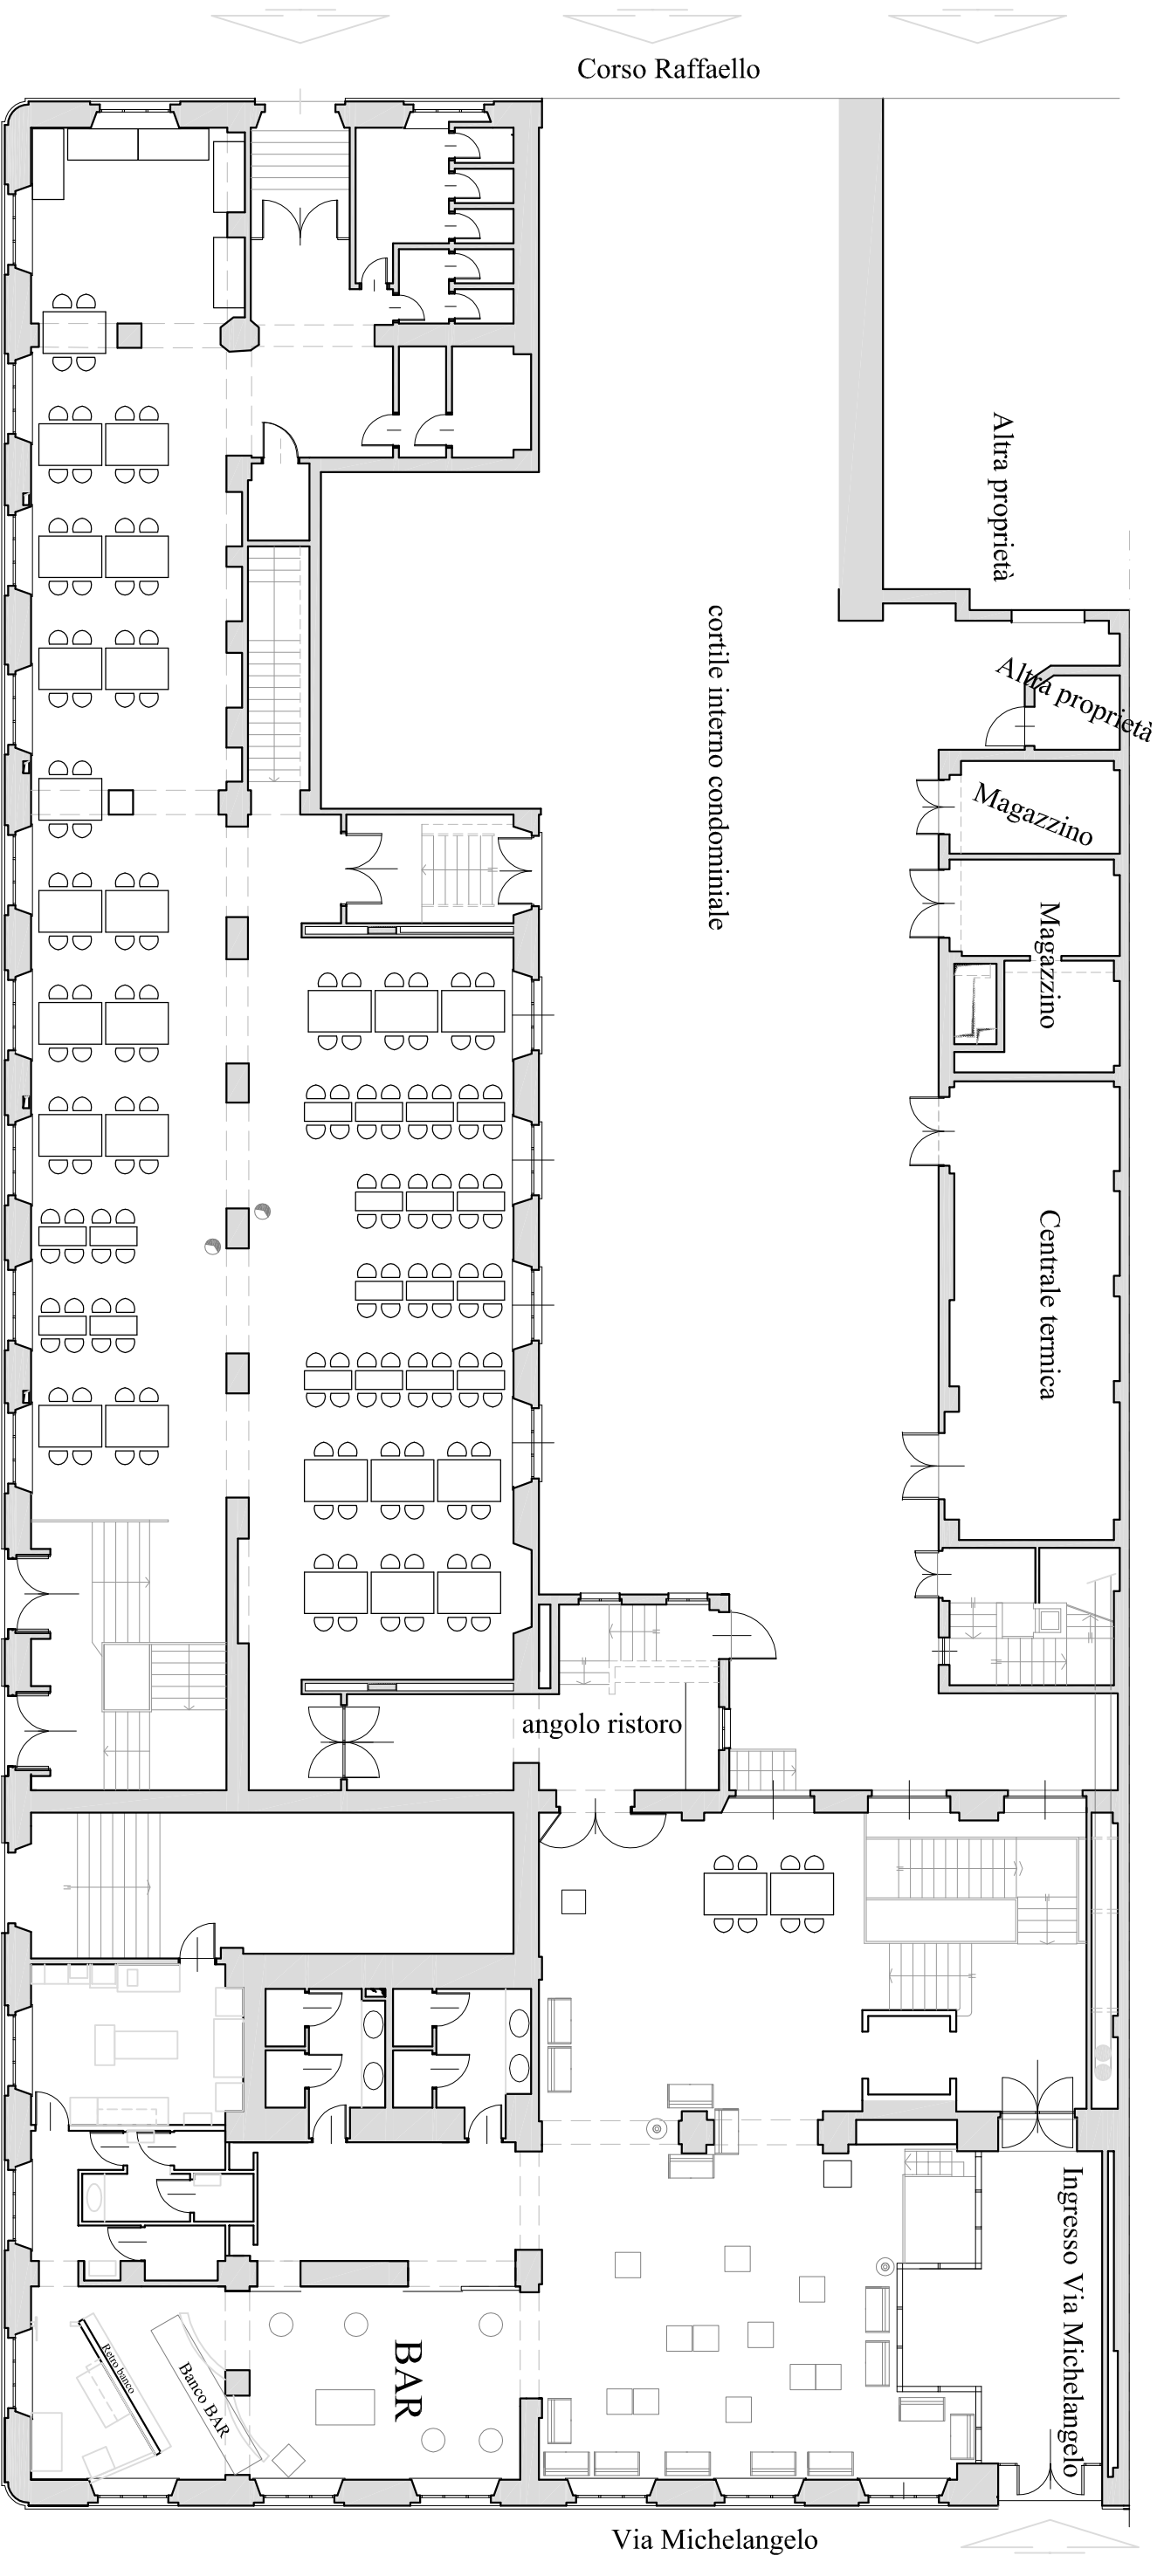 Corso Raffaello
Altra proprietà
cortile interno condominiale
Altra proprietà
Magazzino
Magazzino
Centrale termica
angolo ristoro
Ingresso Via Michelangelo
BAR
Retro banco
Banco BAR
Via Michelangelo